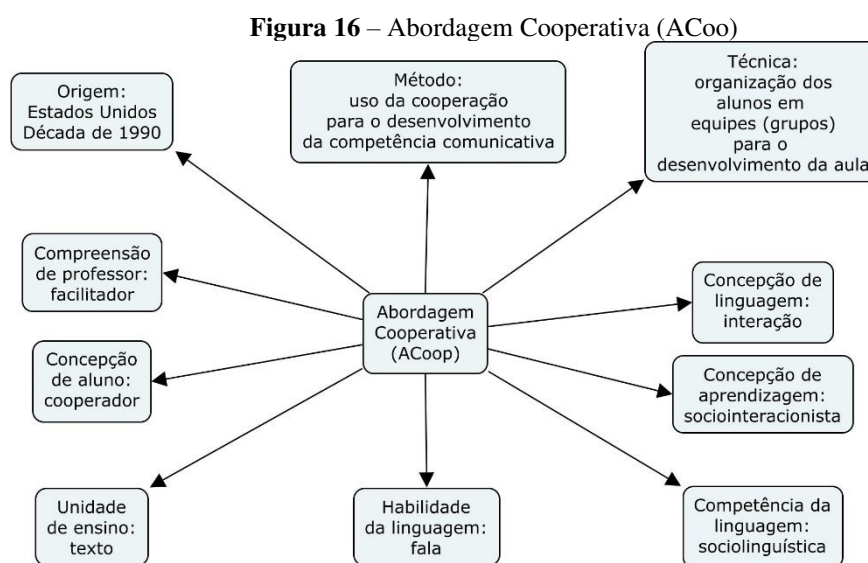 Figura 16 – Abordagem Cooperativa (ACoo)
Origem:
Estados Unidos
Década de 1990
Método:
uso da cooperação
para o desenvolvimento
da competência comunicativa
Técnica:
organização dos
alunos em
equipes (grupos)
para o
desenvolvimento da aula
Compreensão
de professor:
facilitador
Abordagem
Cooperativa
(ACoop)
Concepção de
linguagem:
interação
Concepção
de aluno:
cooperador
Concepção de
aprendizagem:
sociointeracionista
Unidade
de ensino:
texto
Habilidade
da linguagem:
fala
Competência da
linguagem:
sociolinguística